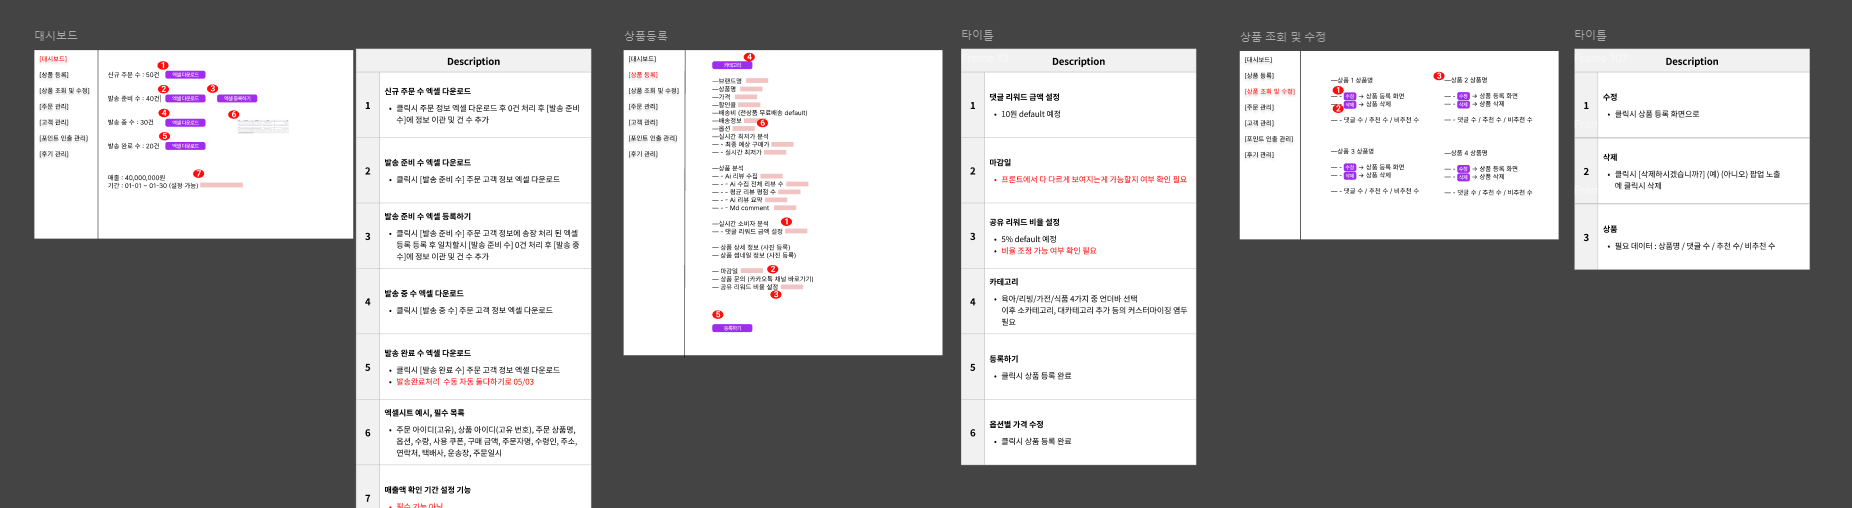 대시보드
[대시보드]
[상품 등록]
[상품 조회 및 수정]
[주문 관리]
[고객 관리]
[포인트 인출 관리]
[후기 관리]
1
신규 주문 수 : 50건 엑셀 다운로드
2 3
발송 준비 수 : 40건 엑셀 다운로드 엑셀 등록하기
4 6
발송 중 수 : 30건 엑셀 다운로드
5
발송 완료 수 : 20건 엑셀 다운로드
7
매출 : 40,000,000원
기간 : 01-01 ~ 01-30 (설정 가능)
Description
1
신규 주문 수 엑셀 다운로드
• 클릭시 주문 정보 엑셀 다운로드 후 0건 처리 후 [발송 준비
수]에 정보 이관 및 건 수 추가
2
발송 준비 수 엑셀 다운로드
• 클릭시 [발송 준비 수] 주문 고객 정보 엑셀 다운로드
3
발송 준비 수 엑셀 등록하기
• 클릭시 [발송 준비 수] 주문 고객 정보에 송장 처리 된 엑셀
등록 등록 후 일치할시 [발송 준비 수] 0건 처리 후 [발송 중
수]에 정보 이관 및 건 수 추가
4
발송 중 수 엑셀 다운로드
• 클릭시 [발송 중 수] 주문 고객 정보 엑셀 다운로드
5
발송 완료 수 엑셀 다운로드
• 클릭시 [발송 완료 수] 주문 고객 정보 엑셀 다운로드
• 발송완료처리 수동 자동 둘다하기로 05/03
6
엑셀시트 예시, 필수 목록
• 주문 아이디(고유), 상품 아이디(고유 번호), 주문 상품명,
옵션, 수량, 사용 쿠폰, 구매 금액, 주문자명, 수령인, 주소,
연락처, 택배사, 운송장, 주문일시
7
매출액 확인 기간 설정 기능
• 필수 기능 아님
상품등록
[대시보드]
[상품 등록]
[상품 조회 및 수정]
[주문 관리]
[고객 관리]
[포인트 인출 관리]
[후기 관리]
4
카테고리
—브랜드명
—상품명
—가격
—할인율
—배송비 (전상품 무료배송 default)
—배송정보
6
—옵션
—실시간 최저가 분석
— - 최종 예상 구매가
— - 실시간 최저가
—상품 분석
— - Ai 리뷰 수집
— - - Ai 수집 전체 리뷰 수
— - - 평균 리뷰 평점 수
— - - Ai 리뷰 요약
— - - Md comment
1
—실시간 소비자 분석
— - 댓글 리워드 금액 설정
— 상품 상세 정보 (사진 등록)
— 상품 썸네일 정보 (사진 등록)
2
— 마감일
— 상품 문의 (카카오톡 채널 바로가기)
— 공유 리워드 비율 설정
3
5
등록하기
타이틀
Description
1
댓글 리워드 금액 설정
• 10원 default 예정
2
마감일
• 프론트에서 다 다르게 보여지는게 가능할지 여부 확인 필요
3
공유 리워드 비율 설정
• 5% default 예정
• 비율 조정 가능 여부 확인 필요
4
카테고리
• 육아/리빙/가전/식품 4가지 중 언더바 선택
이후 소카테고리, 대카테고리 추가 등의 커스터마이징 염두
필요
5
등록하기
• 클릭시 상품 등록 완료
6
옵션별 가격 수정
• 클릭시 상품 등록 완료
상품 조회 및 수정
[대시보드]
[상품 등록]
[상품 조회 및 수정]
[주문 관리]
[고객 관리]
[포인트 인출 관리]
[후기 관리]
3
—상품 1 상품명 —상품 2 상품명
1
— - 수정 → 상품 등록 화면 — - 수정 → 상품 등록 화면
2
삭제 → 상품 삭제 — - 삭제 → 상품 삭제
— - 댓글 수 / 추천 수 / 비추천 수 — - 댓글 수 / 추천 수 / 비추천 수
—상품 3 상품명 —상품 4 상품명
— - 수정 → 상품 등록 화면 — - 수정 → 상품 등록 화면
— - 삭제 → 상품 삭제 — - 삭제 → 상품 삭제
— - 댓글 수 / 추천 수 / 비추천 수 — - 댓글 수 / 추천 수 / 비추천 수
타이틀
Description
1
수정
• 클릭시 상품 등록 화면으로
2
삭제
• 클릭시 [삭제하시겠습니까?] (예) (아니오) 팝업 노출
예 클릭시 삭제
3
상품
• 필요 데이터 : 상품명 / 댓글 수 / 추천 수/ 비추천 수